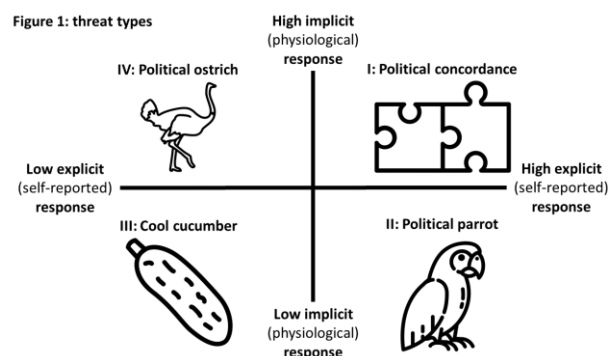 Figure 1: threat types
High implicit
(physiological)
response
IV: Political ostrich
I: Political concordance
Low explicit
(self-reported)
response
High explicit
(self-reported)
response
III: Cool cucumber
II: Political parrot
Low implicit
(physiological)
response